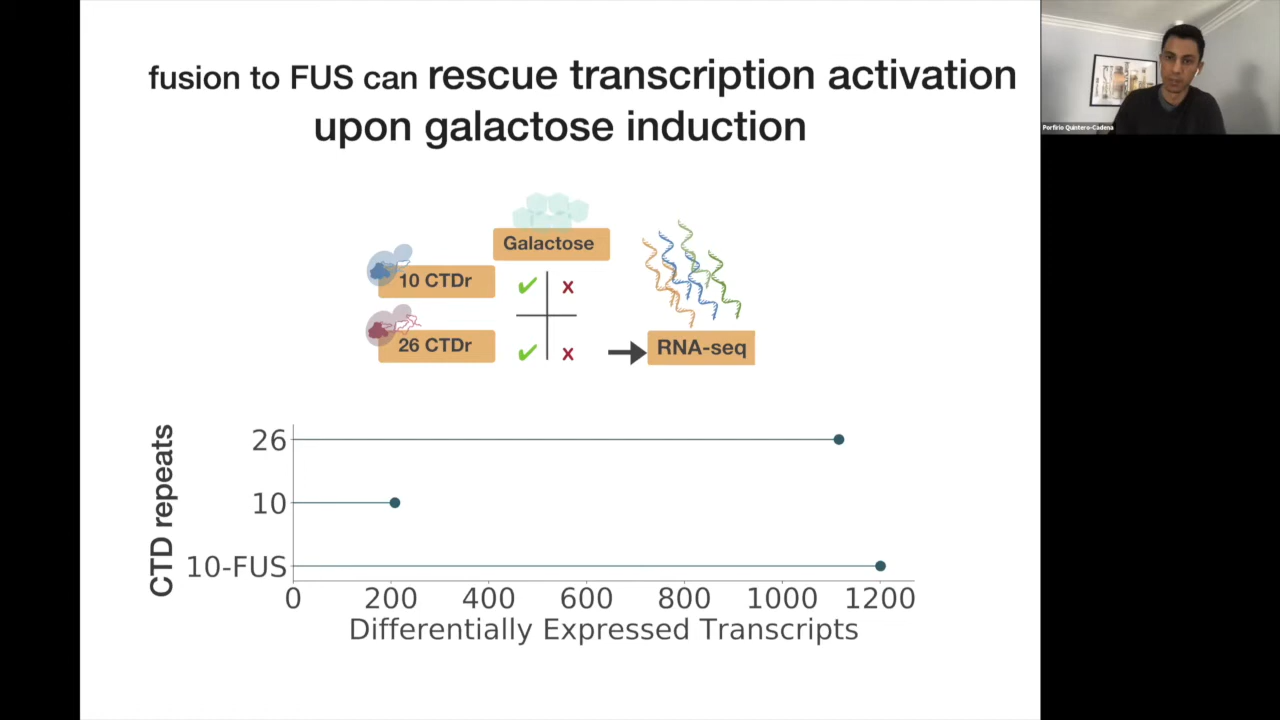 fusion to FUS can rescue transcription activation
upon galactose induction
Porfirio Quintero-Cadena
Galactose
10 CTDr
✓ x
26 CTDr
✓ x
RNA-seq
CTD repeats
26
10
10-FUS
0 200 400 600 800 1000 1200
Differentially Expressed Transcripts